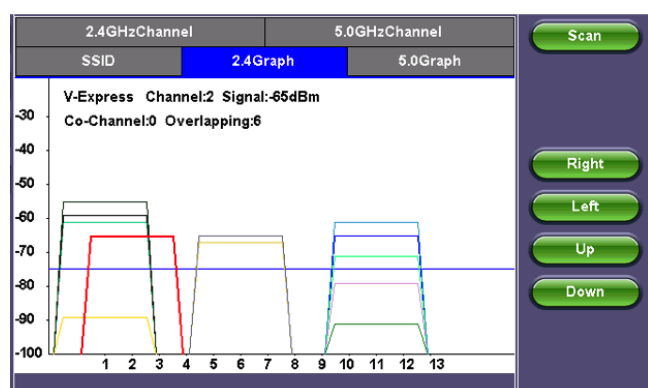 2.4GHzChannel 5.0GHzChannel
SSID 2.4Graph 5.0Graph
Scan
V-Express Channel:2 Signal:-65dBm
Co-Channel:0 Overlapping:6
-30
-40
-50
-60
-70
-80
-90
-100
1 2 3 4 5 6 7 8 9 10 11 12 13
Right
Left
Up
Down